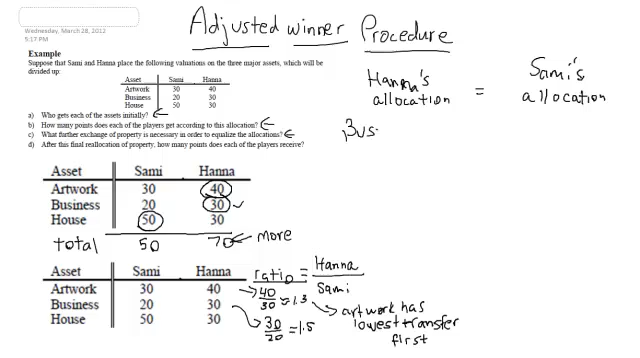 Adjusted winner Procedure
Wednesday, March 28, 2012
5:17 PM
Example
Suppose that Sami and Hanna place the following valuations on the three major assets, which will be
divided up:
Asset Sami Hanna
Artwork 30 40
Business 20 30
House 50 30
a) Who gets each of the assets initially?
b) How many points does each of the players get according to this allocation?
c) What further exchange of property is necessary in order to equalize the allocations?
d) After this final reallocation of property, how many points does each of the players receive?
Hanna's allocation = Sami's allocation
Bus
Asset Sami Hanna
Artwork 30 40
Business 20 30
House 50 30
total 50 70 more
Asset Sami Hanna
Artwork 30 40
Business 20 30
House 50 30
ratio = Hanna / Sami
40/30 ≈ 1.3
30/20 = 1.5
artwork has
lowest transfer
first